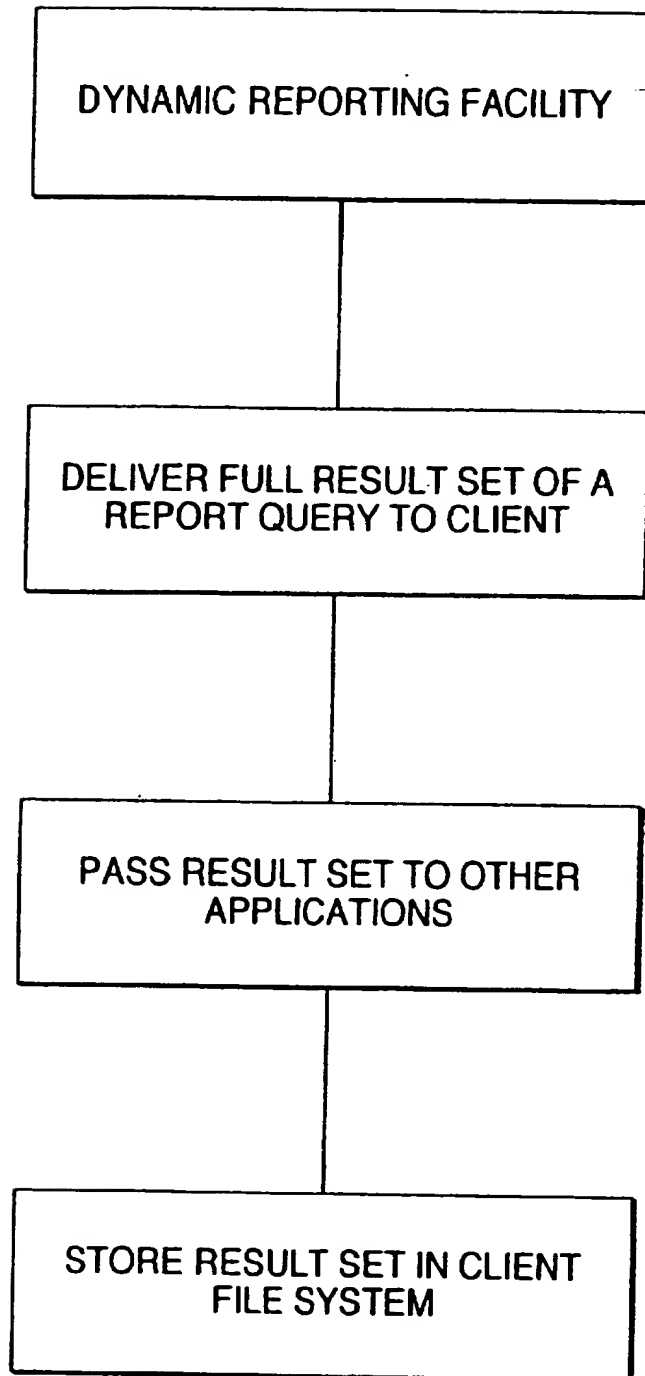 DYNAMIC REPORTING FACILITY
DELIVER FULL RESULT SET OF A
REPORT QUERY TO CLIENT
PASS RESULT SET TO OTHER
APPLICATIONS
STORE RESULT SET IN CLIENT
FILE SYSTEM